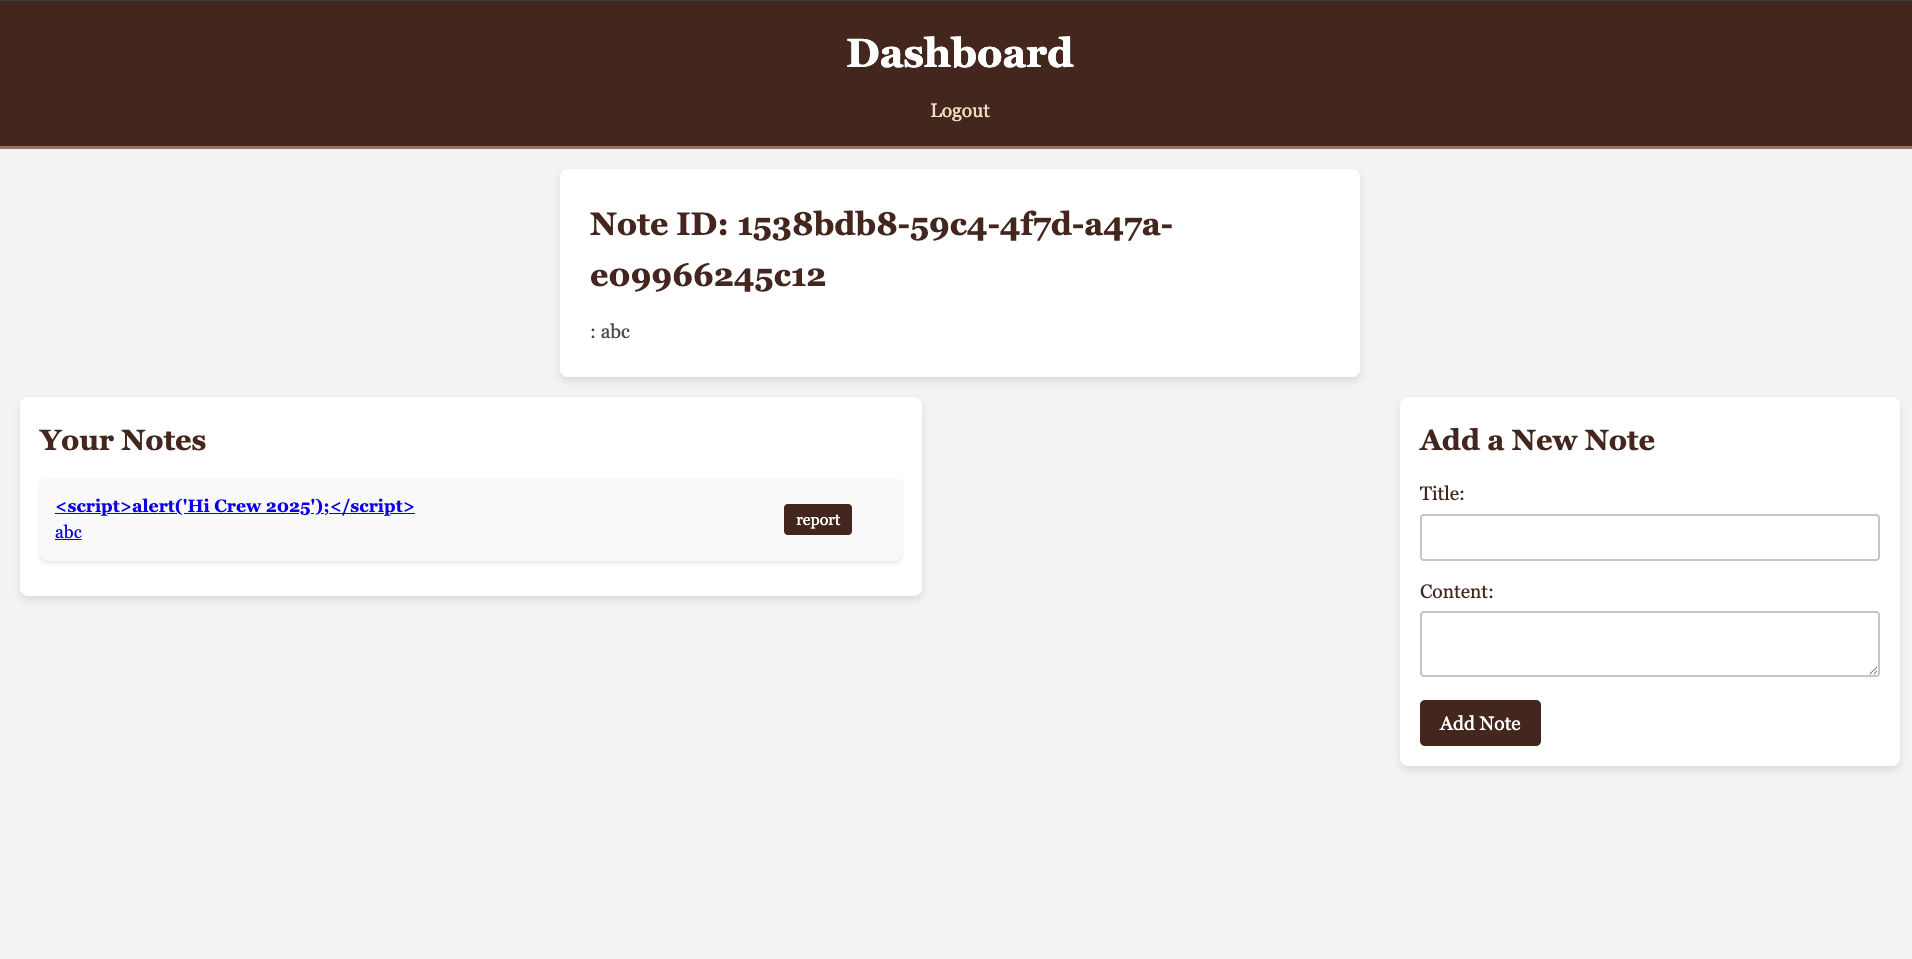 Dashboard
Logout
Note ID: 1538bdb8-59c4-4f7d-a47a-
e09966245c12
: abc
Your Notes
<script>alert('Hi Crew 2025');</script>
abc
report
Add a New Note
Title:
Content:
Add Note